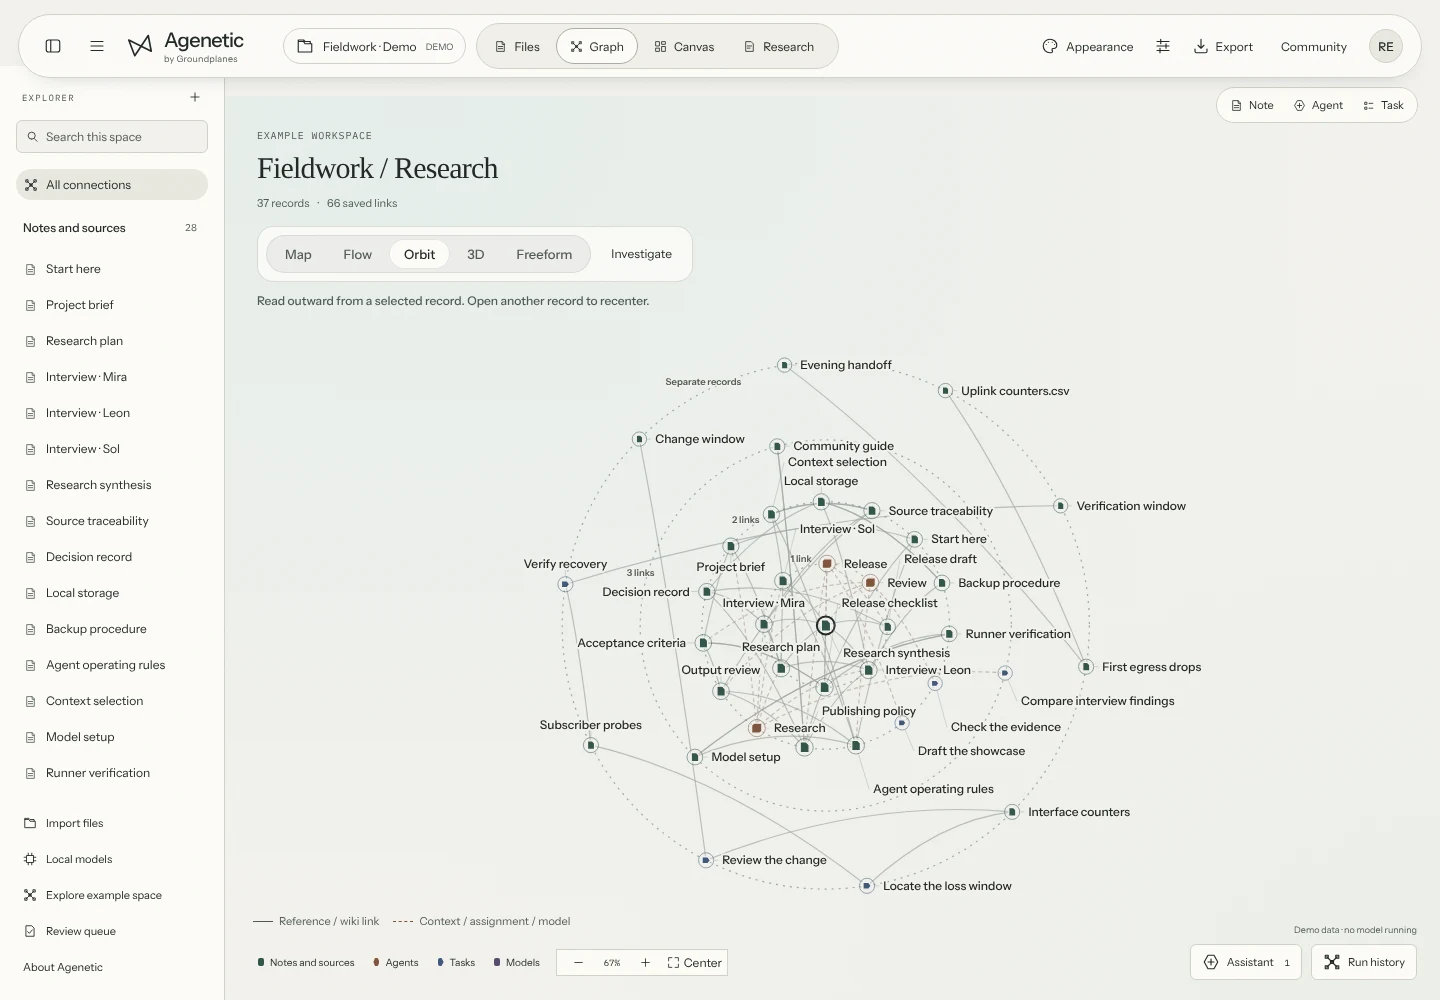 Agenetic
by Groundplanes
Fieldwork · Demo DEMO
Files
Graph
Canvas
Research
Appearance
Export
Community
RE
EXPLORER
Search this space
All connections
Notes and sources 28
Start here
Project brief
Research plan
Interview · Mira
Interview · Leon
Interview · Sol
Research synthesis
Source traceability
Decision record
Local storage
Backup procedure
Agent operating rules
Context selection
Model setup
Runner verification
Import files
Local models
Explore example space
Review queue
About Agenetic
Note
Agent
Task
EXAMPLE WORKSPACE
Fieldwork / Research
37 records · 66 saved links
Map
Flow
Orbit
3D
Freeform
Investigate
Read outward from a selected record. Open another record to recenter.
Evening handoff
Separate records
Uplink counters.csv
Change window
Community guide
Context selection
Local storage
Verification window
Source traceability
2 links
Interview · Sol
Start here
1 link
Release draft
Verify recovery
Project brief
Release
3 links
Review
Backup procedure
Decision record
Interview · Mira
Release checklist
Runner verification
Acceptance criteria
Research plan
Research synthesis
Output review
Interview · Leon
First egress drops
Compare interview findings
Publishing policy
Subscriber probes
Research
Check the evidence
Draft the showcase
Model setup
Agent operating rules
Interface counters
Review the change
Locate the loss window
Reference / wiki link
Context / assignment / model
Notes and sources
Agents
Tasks
Models
67%
Center
Demo data · no model running
Assistant 1
Run history